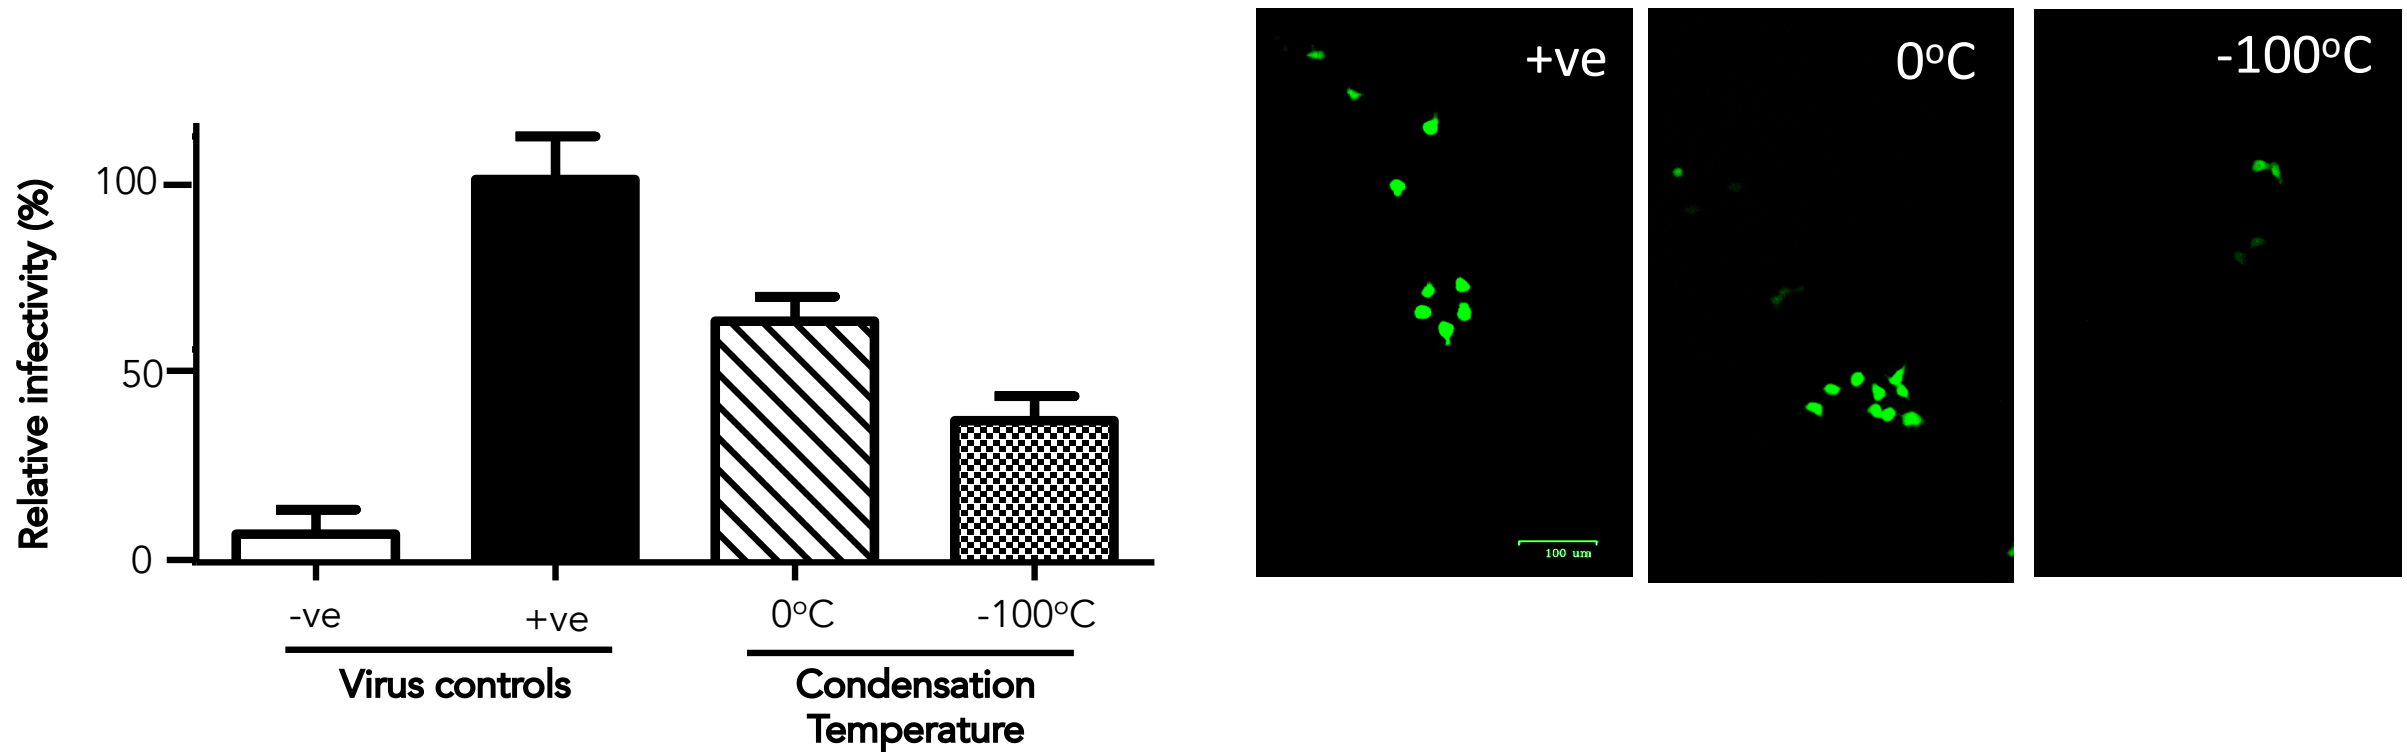 Relative infectivity (%)
100
50
0
-ve
+ve
0°C
-100°C
Virus controls
Condensation
Temperature
+ve
100 um
0°C
-100°C